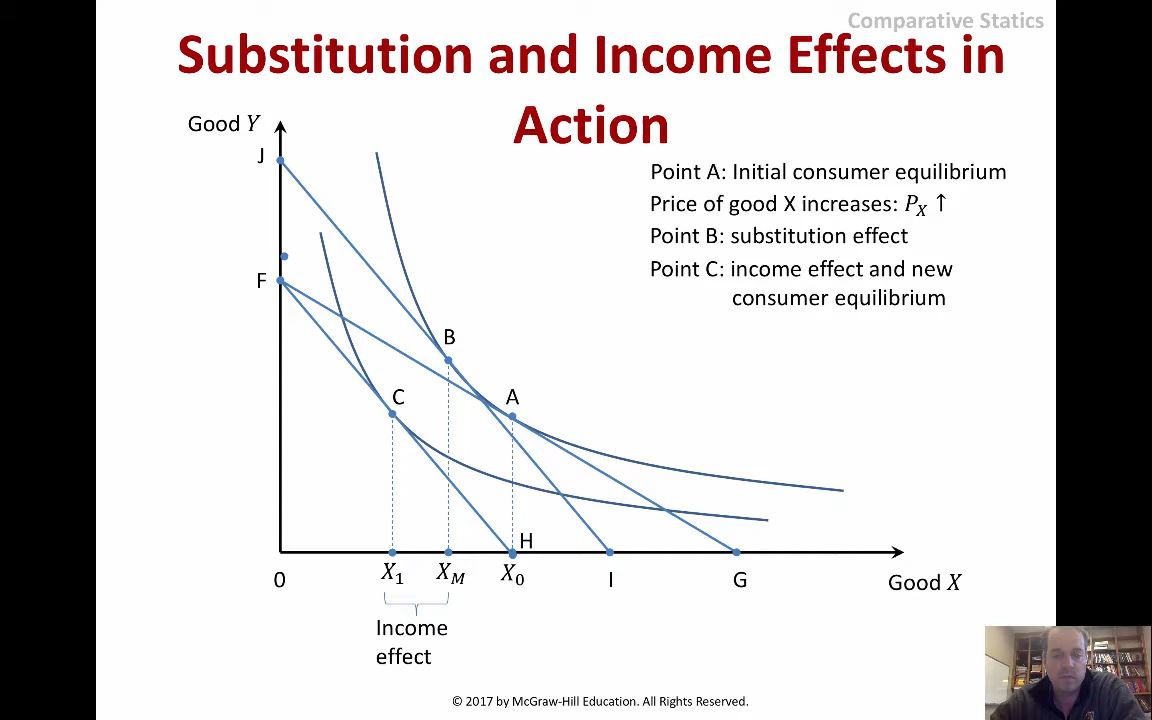 Comparative Statics
Substitution and Income Effects in
Action
Good Y
J
Point A: Initial consumer equilibrium
Price of good X increases: P_X ↑
Point B: substitution effect
Point C: income effect and new
consumer equilibrium
F
B
C
A
H
0
X₁
X_M
X₀
I
G
Good X
Income
effect
© 2017 by McGraw-Hill Education. All Rights Reserved.